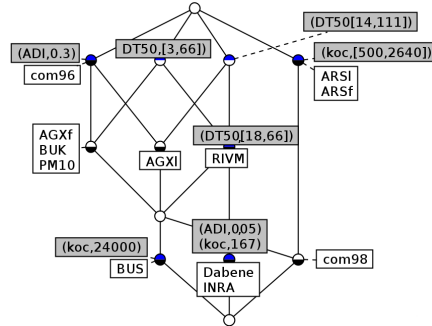 (DT50[14,111])
(ADI,0.3)
DT50,[3,66])
(koc,[500,2640])
com96
ARSI
ARSf
AGXf
BUK
PM10
AGXl
(DT50,[18,66])
RIVM
(ADI,0,05)
(koc,167)
(koc,24000)
BUS
Dabene
INRA
com98